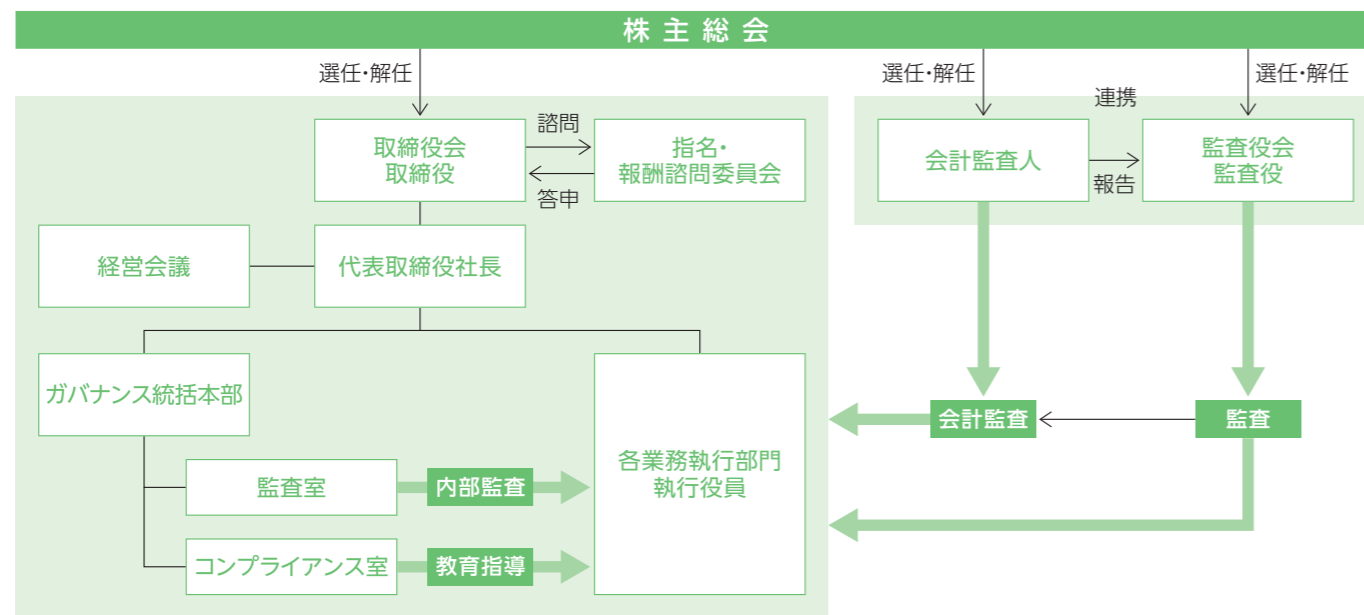 株主総会
選任・解任
選任・解任
選任・解任
取締役会
取締役
諮問
答申
指名・
報酬諮問委員会
会計監査人
連携
報告
監査役会
監査役
経営会議
代表取締役社長
ガバナンス統括本部
各業務執行部門
執行役員
会計監査
監査
監査室
内部監査
コンプライアンス室
教育指導